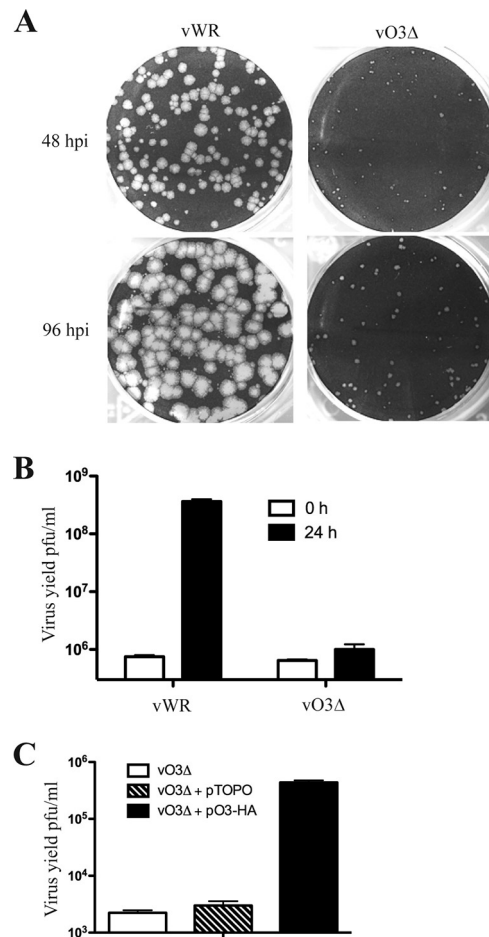 A
vWR
vO3Δ
48 hpi
96 hpi
B
Virus yield pfu/ml
10⁹
10⁸
10⁷
10⁶
0 h
24 h
vWR
vO3Δ
C
Virus yield pfu/ml
10⁶
10⁵
10⁴
10³
vO3Δ
vO3Δ + pTOPO
vO3Δ + pO3-HA